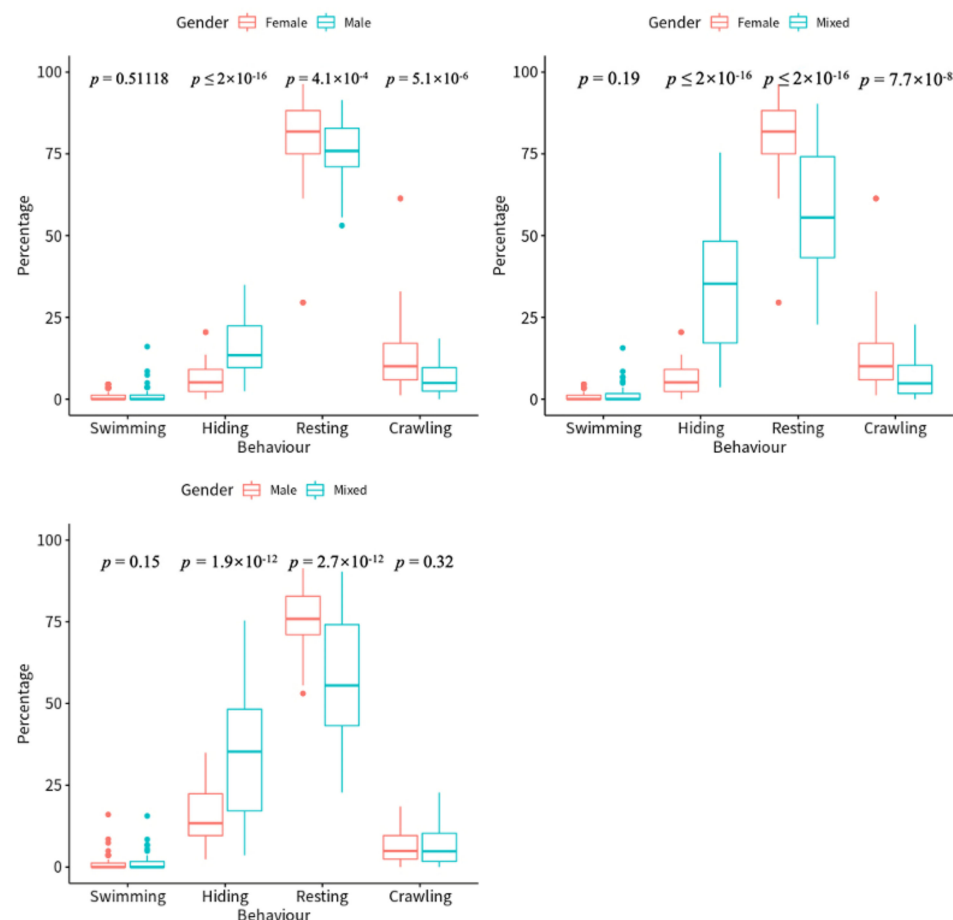 Gender Female Male
p = 0.51118 p ≤ 2×10⁻¹⁶ p = 4.1×10⁻⁴ p = 5.1×10⁻⁶
100
75
50
25
0
Percentage
Swimming Hiding Resting Crawling
Behaviour
Gender Female Mixed
p = 0.19 p ≤ 2×10⁻¹⁶ p ≤ 2×10⁻¹⁶ p = 7.7×10⁻⁸
100
75
50
25
0
Percentage
Swimming Hiding Resting Crawling
Behaviour
Gender Male Mixed
p = 0.15 p = 1.9×10⁻¹² p = 2.7×10⁻¹² p = 0.32
100
75
50
25
0
Percentage
Swimming Hiding Resting Crawling
Behaviour